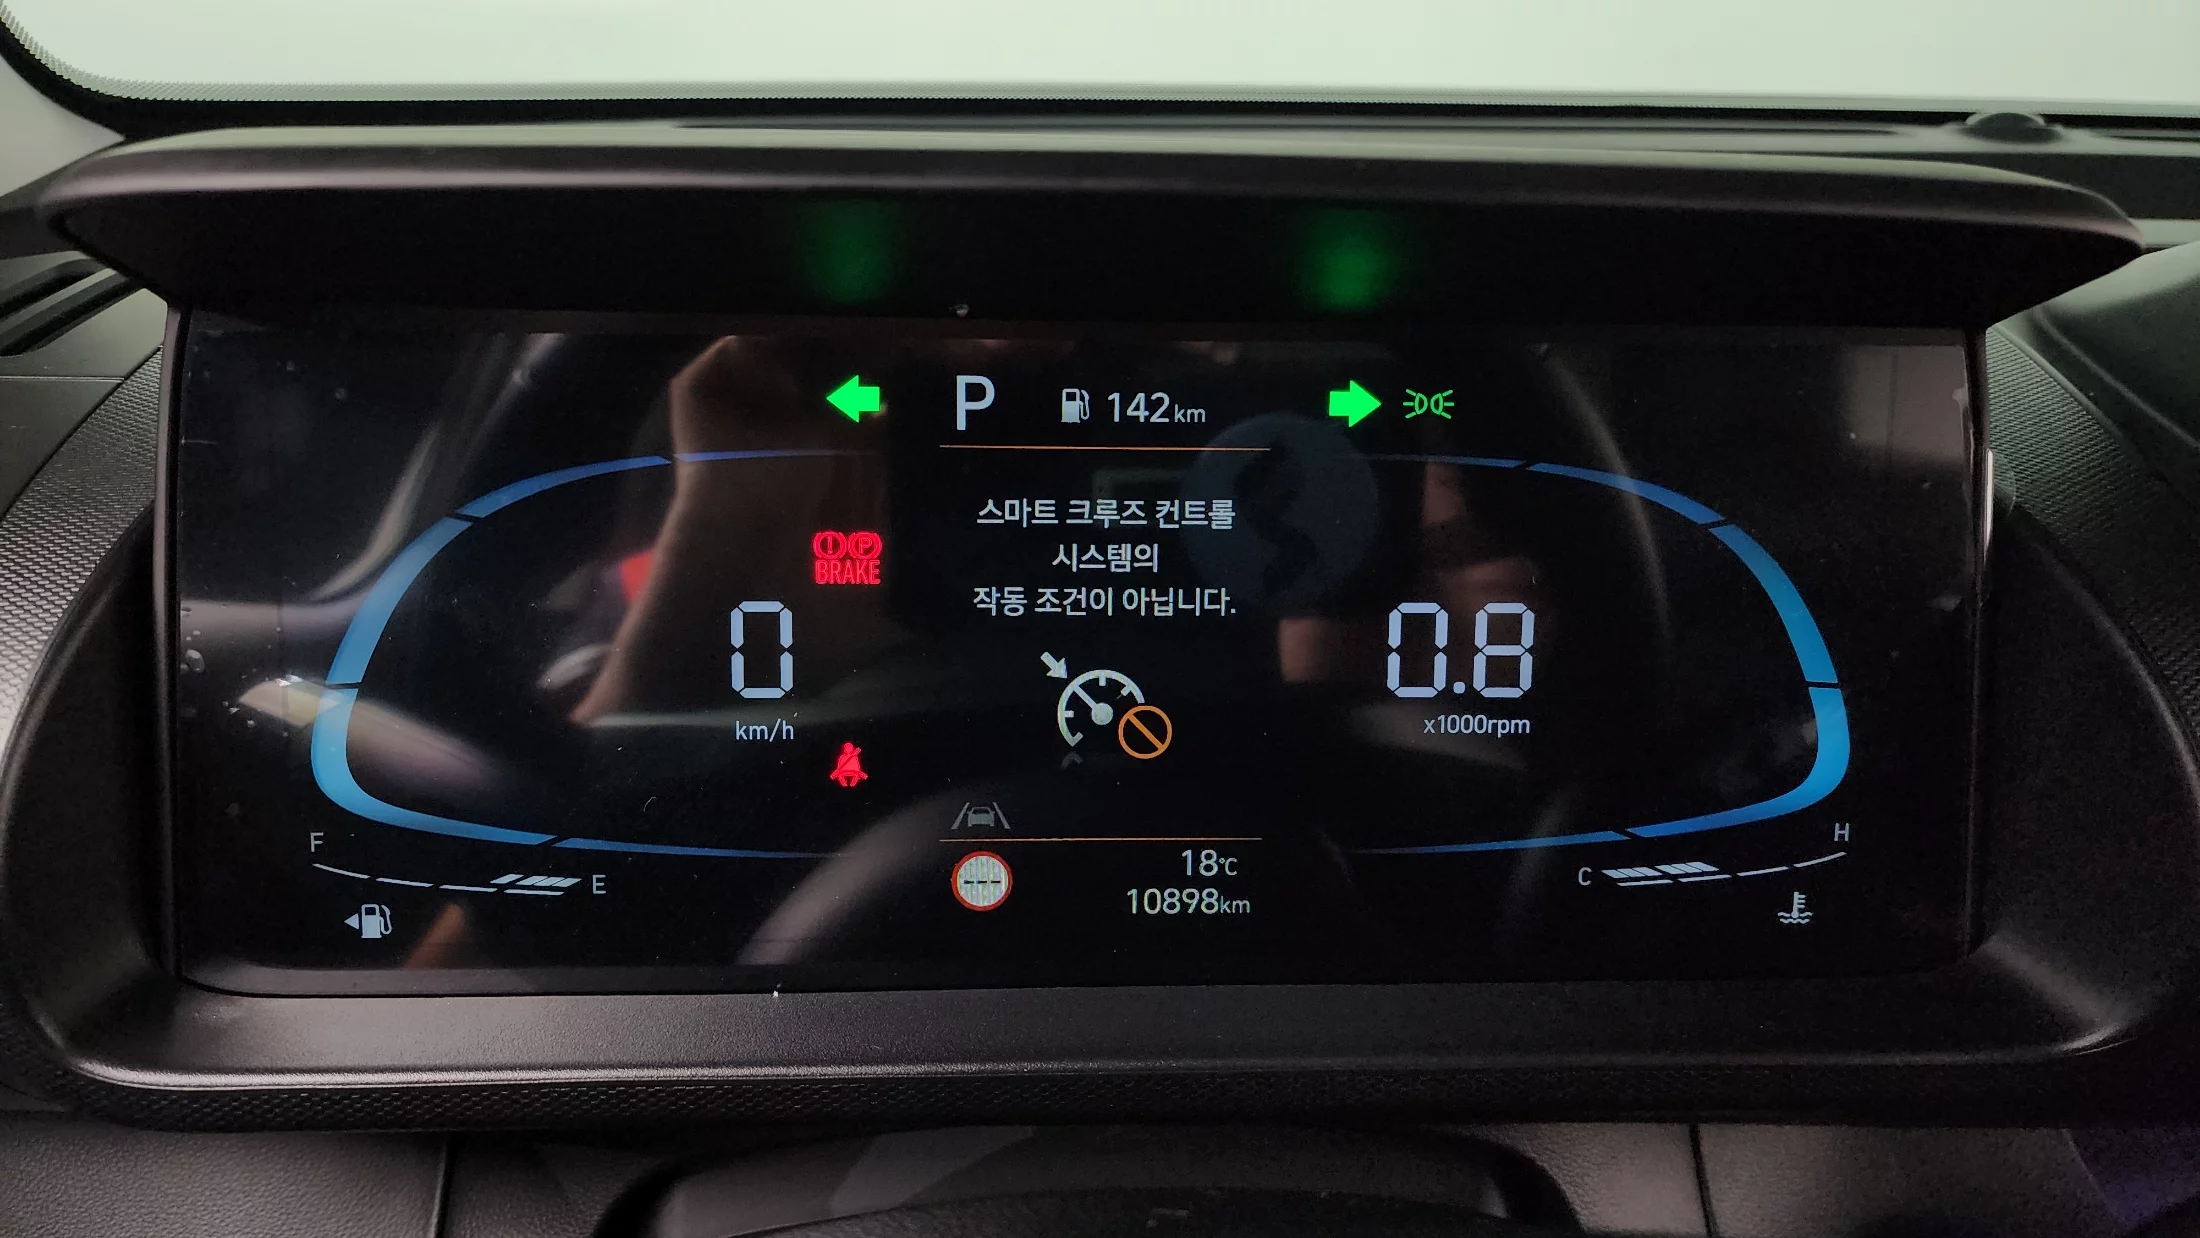 P 142km
스마트 크루즈 컨트롤
시스템의
작동 조건이 아닙니다.
(!)(P)
BRAKE
0
km/h
0.8
x1000rpm
F
E
C
H
---
18℃
10898km